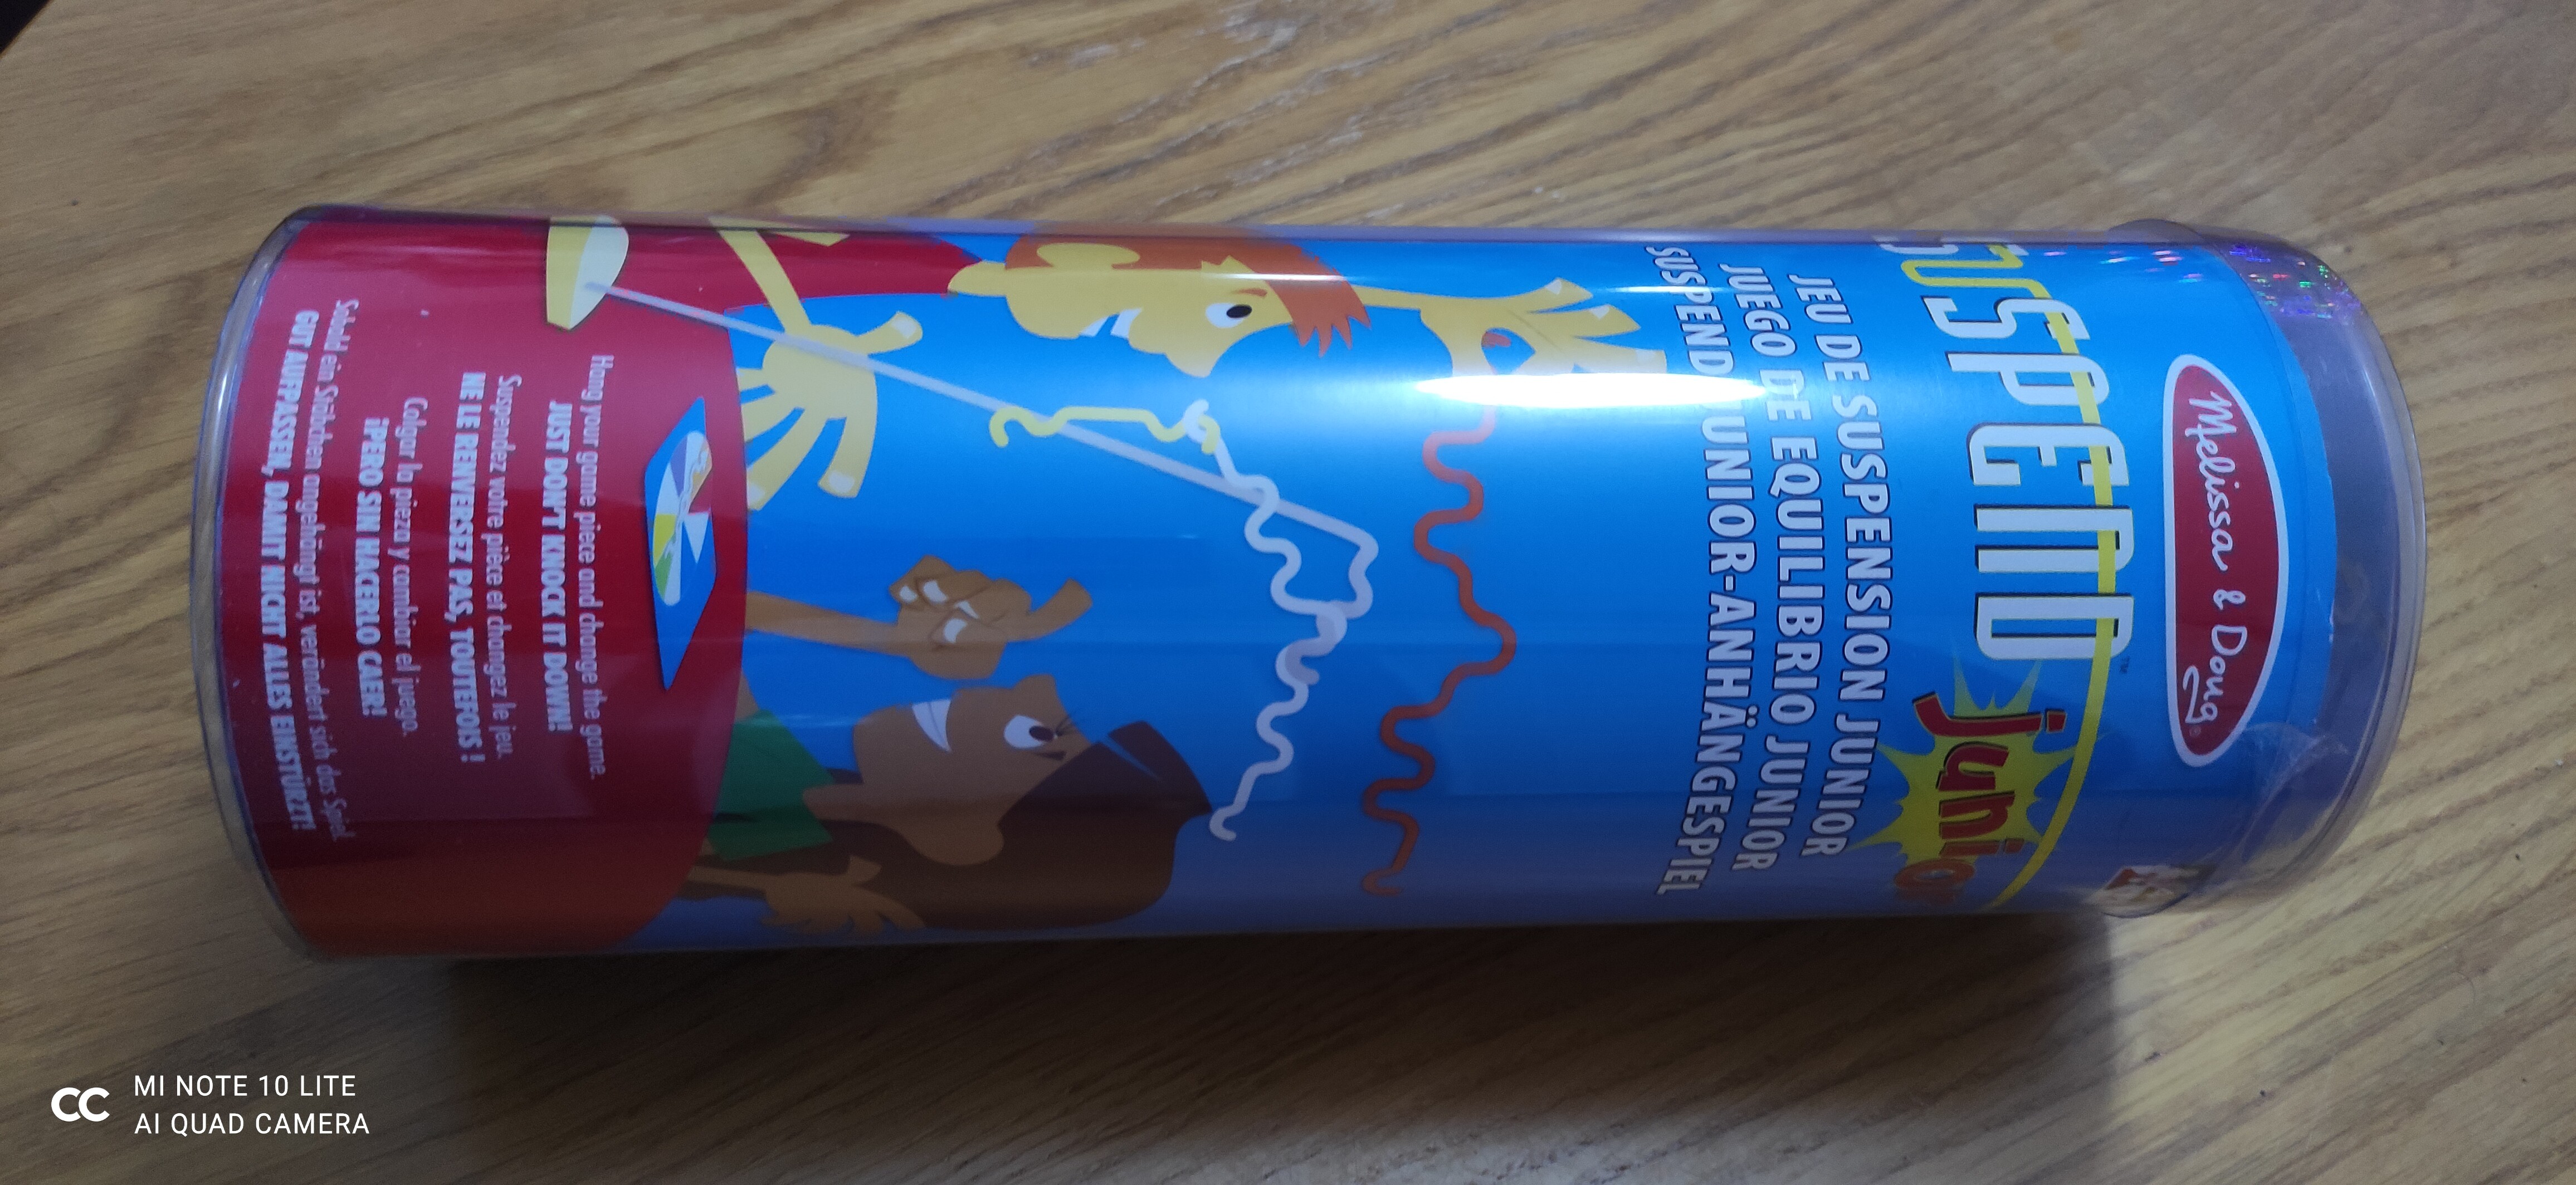 Melissa & Doug®
SUSPEND™
junior
JEU DE SUSPENSION JUNIOR
JUEGO DE EQUILIBRIO JUNIOR
SUSPEND JUNIOR-ANHÄNGESPIEL
Hang your game piece and change the game.
JUST DON'T KNOCK IT DOWN!
Suspendez votre pièce et changez le jeu.
NE LE RENVERSEZ PAS, TOUTEFOIS !
Colgar la pieza y cambiar el juego.
¡PERO SIN HACERLO CAER!
Sobald ein Stäbchen angehängt ist, verändert sich das Spiel.
GUT AUFPASSEN, DAMIT NICHT ALLES EINSTÜRZT!
MI NOTE 10 LITE
AI QUAD CAMERA